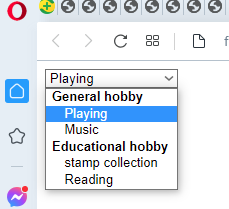 Playing
General hobby
Playing
Music
Educational hobby
stamp collection
Reading